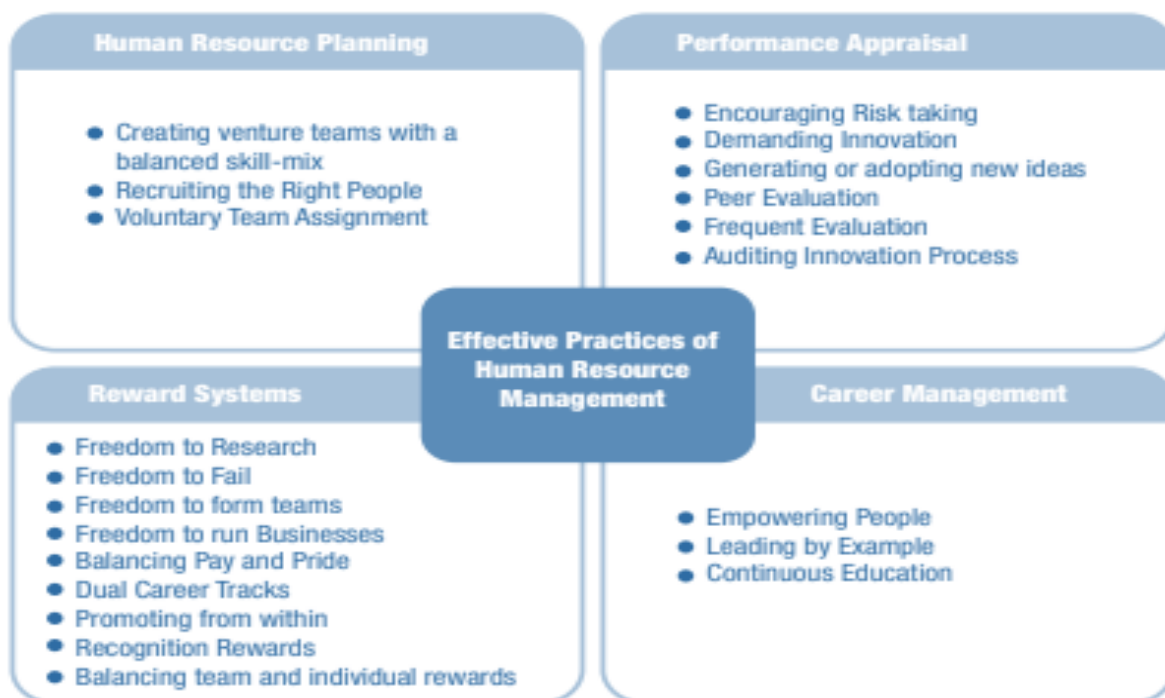 Human Resource Planning
Creating venture teams with a
balanced skill-mix
Recruiting the Right People
Voluntary Team Assignment
Performance Appraisal
Encouraging Risk taking
Demanding Innovation
Generating or adopting new ideas
Peer Evaluation
Frequent Evaluation
Auditing Innovation Process
Effective Practices of
Human Resource
Management
Reward Systems
Freedom to Research
Freedom to Fail
Freedom to form teams
Freedom to run Businesses
Balancing Pay and Pride
Dual Career Tracks
Promoting from within
Recognition Rewards
Balancing team and individual rewards
Career Management
Empowering People
Leading by Example
Continuous Education